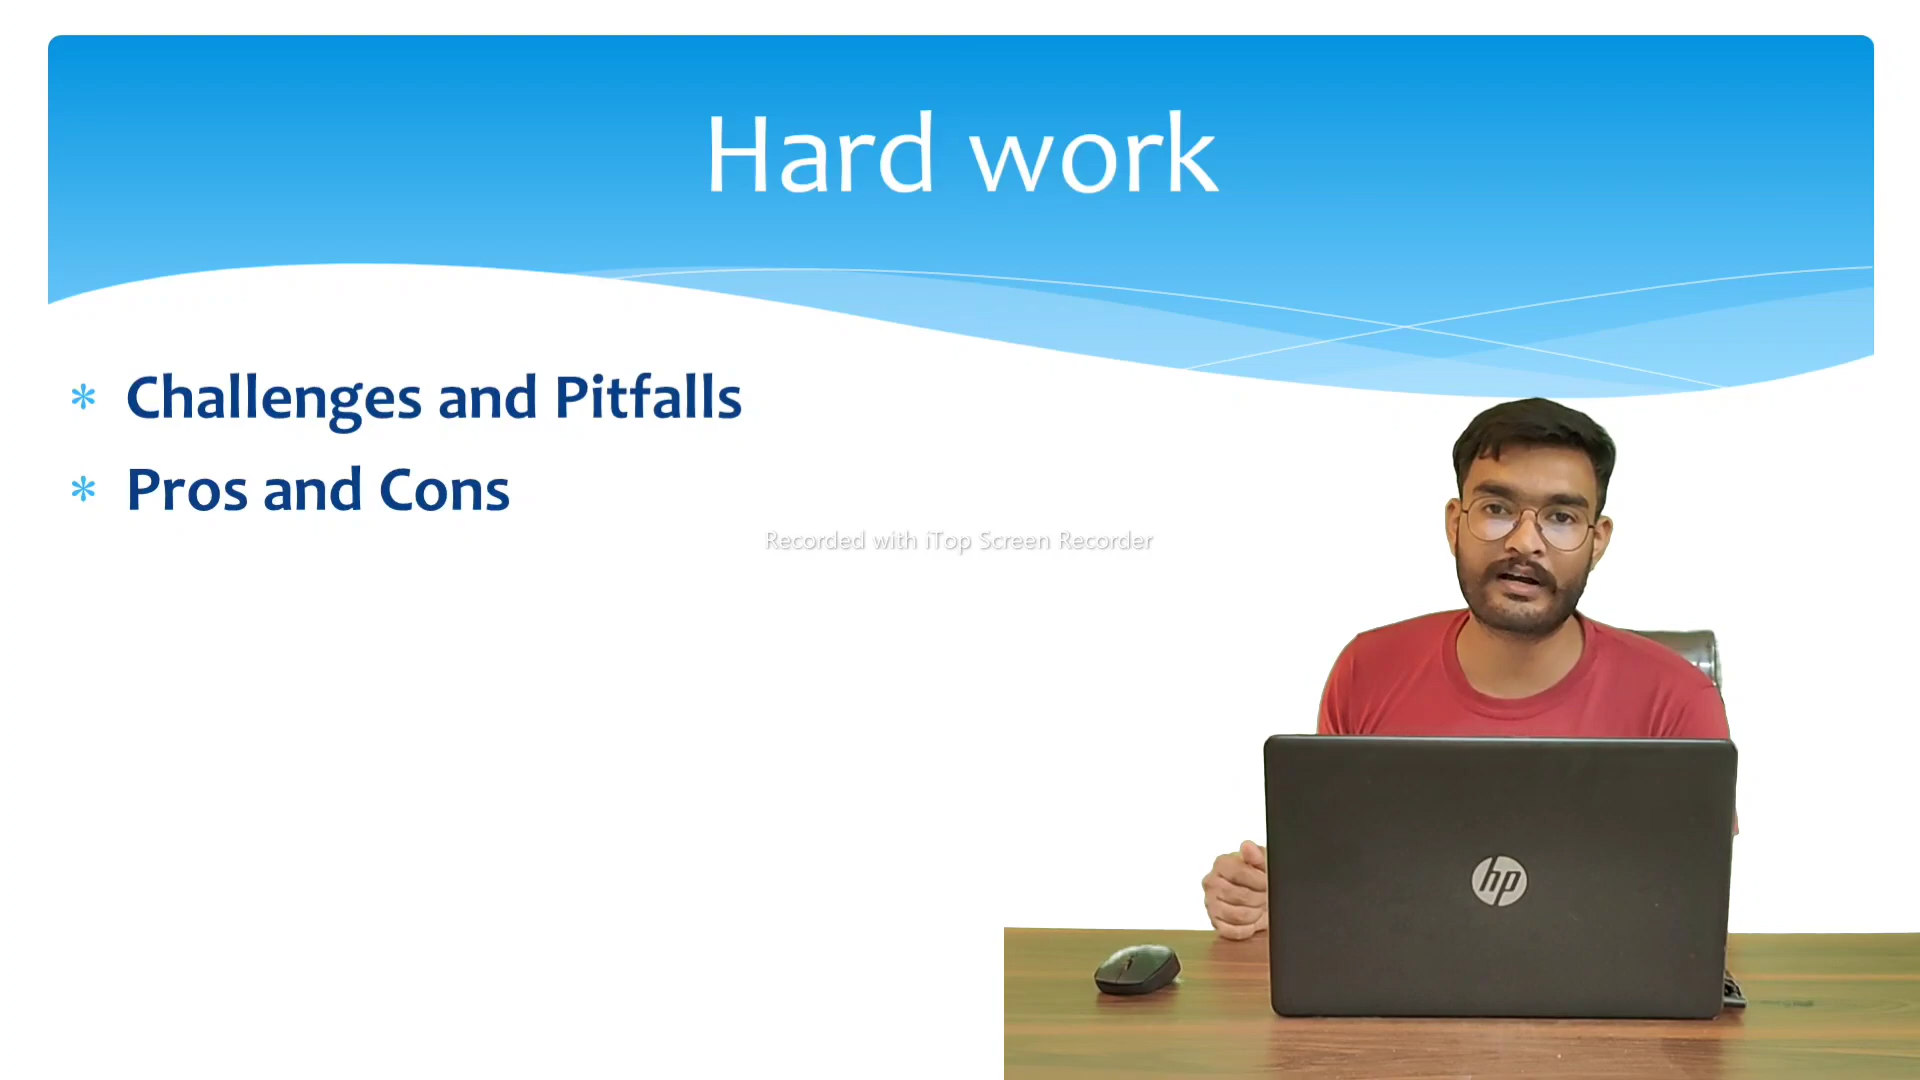 Hard work
* Challenges and Pitfalls
* Pros and Cons
Recorded with iTop Screen Recorder
hp